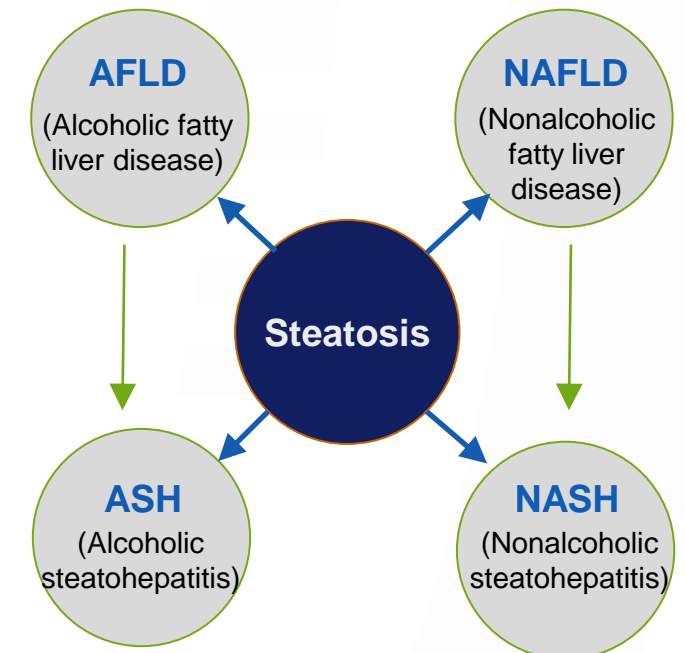 AFLD
(Alcoholic fatty
liver disease)
NAFLD
(Nonalcoholic
fatty liver
disease)
Steatosis
ASH
(Alcoholic
steatohepatitis)
NASH
(Nonalcoholic
steatohepatitis)